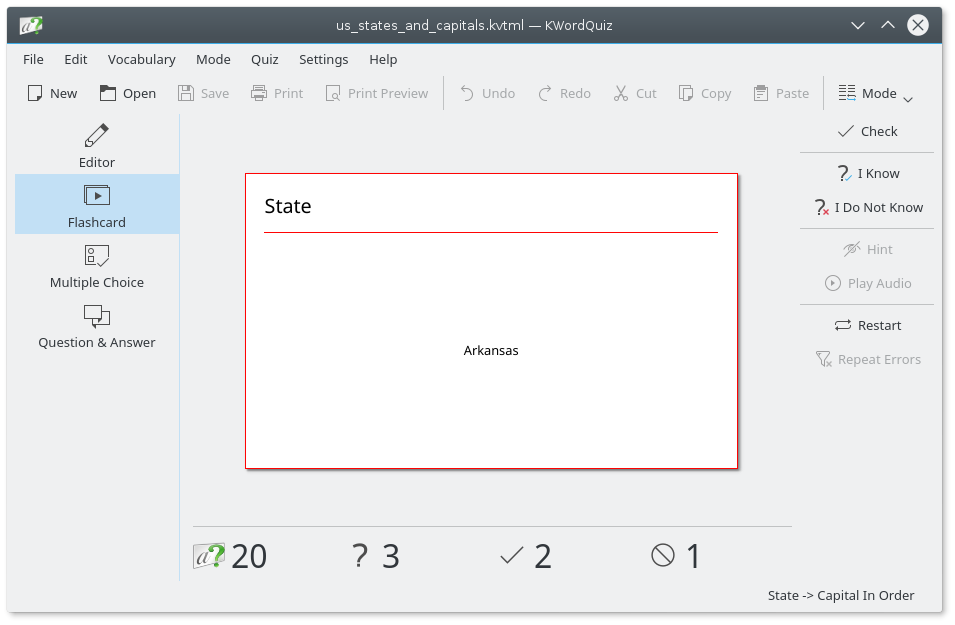 us_states_and_capitals.kvtml — KWordQuiz
File Edit Vocabulary Mode Quiz Settings Help
New Open Save Print Print Preview Undo Redo Cut Copy Paste Mode
Editor
Flashcard
Multiple Choice
Question & Answer
State
Arkansas
Check
I Know
I Do Not Know
Hint
Play Audio
Restart
Repeat Errors
a? 20 ? 3 2 1
State -> Capital In Order